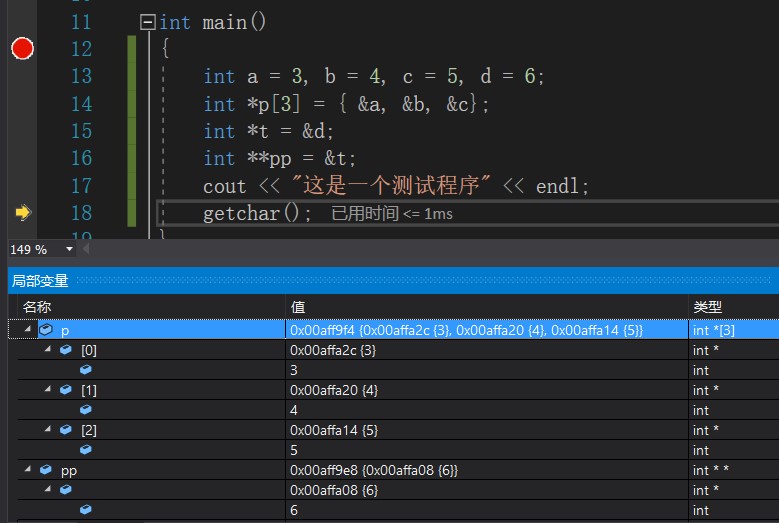 11 int main()
12 {
13 int a = 3, b = 4, c = 5, d = 6;
14 int *p[3] = { &a, &b, &c};
15 int *t = &d;
16 int **pp = &t;
17 cout << "这是一个测试程序" << endl;
18 getchar(); 已用时间 <= 1ms
149 %
局部变量
名称 值 类型
p 0x00aff9f4 {0x00affa2c {3}, 0x00affa20 {4}, 0x00affa14 {5}} int *[3]
[0] 0x00affa2c {3} int *
3 int
[1] 0x00affa20 {4} int *
4 int
[2] 0x00affa14 {5} int *
5 int
pp 0x00aff9e8 {0x00affa08 {6}} int * *
0x00affa08 {6} int *
6 int